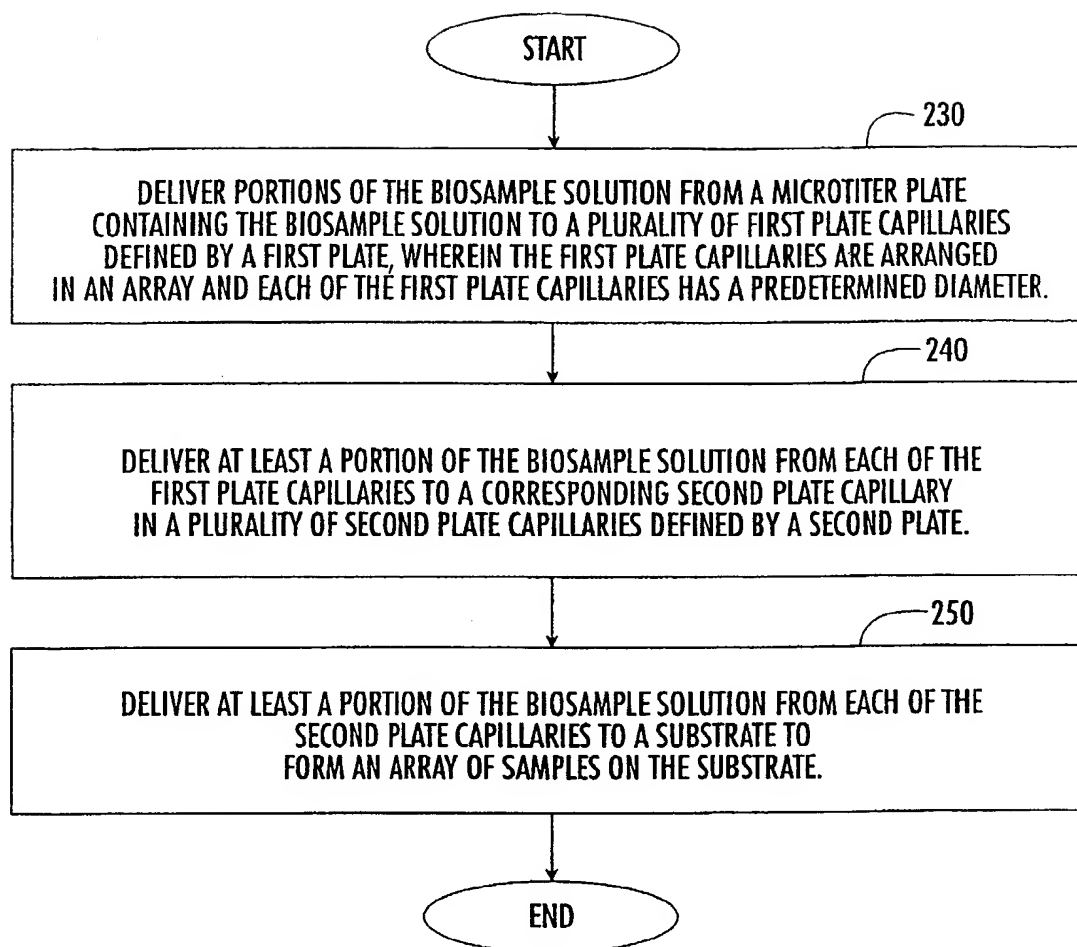 START
230
DELIVER PORTIONS OF THE BIOSAMPLE SOLUTION FROM A MICROTITER PLATE
CONTAINING THE BIOSAMPLE SOLUTION TO A PLURALITY OF FIRST PLATE CAPILLARIES
DEFINED BY A FIRST PLATE, WHEREIN THE FIRST PLATE CAPILLARIES ARE ARRANGED
IN AN ARRAY AND EACH OF THE FIRST PLATE CAPILLARIES HAS A PREDETERMINED DIAMETER.
240
DELIVER AT LEAST A PORTION OF THE BIOSAMPLE SOLUTION FROM EACH OF THE
FIRST PLATE CAPILLARIES TO A CORRESPONDING SECOND PLATE CAPILLARY
IN A PLURALITY OF SECOND PLATE CAPILLARIES DEFINED BY A SECOND PLATE.
250
DELIVER AT LEAST A PORTION OF THE BIOSAMPLE SOLUTION FROM EACH OF THE
SECOND PLATE CAPILLARIES TO A SUBSTRATE TO
FORM AN ARRAY OF SAMPLES ON THE SUBSTRATE.
END